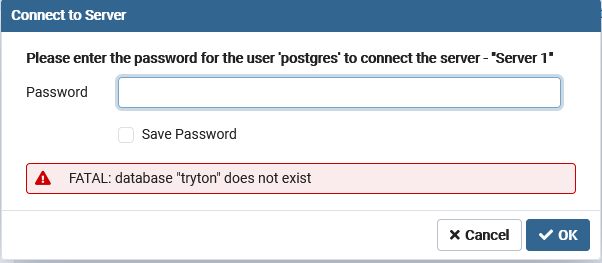 Connect to Server
Please enter the password for the user 'postgres' to connect the server - "Server 1"
Password
Save Password
FATAL: database "tryton" does not exist
Cancel OK